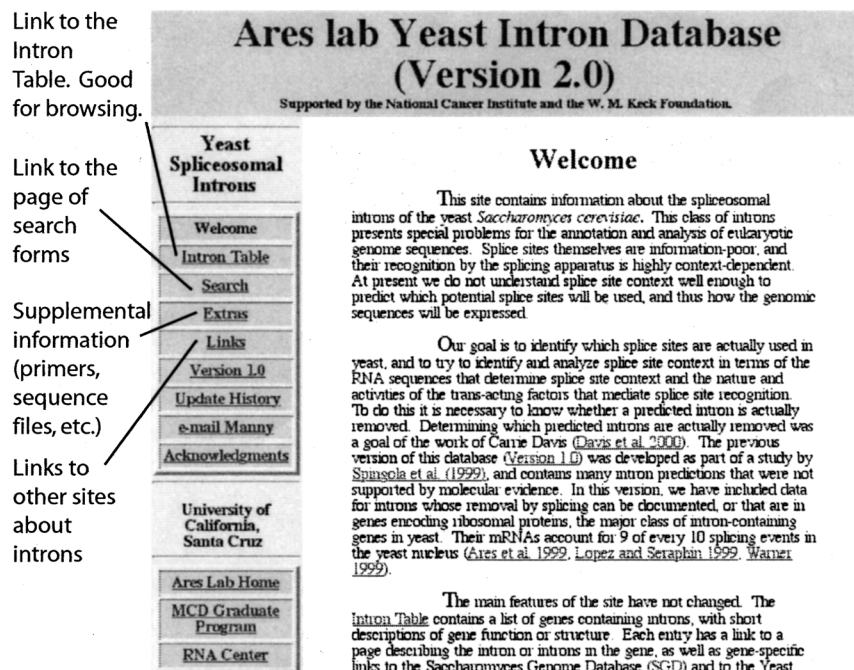 Link to the
Intron
Table. Good
for browsing.
Link to the
page of
search
forms
Supplemental
information
(primers,
sequence
files, etc.)
Links to
other sites
about
introns
Ares lab Yeast Intron Database
(Version 2.0)
Supported by the National Cancer Institute and the W. M. Keck Foundation.
Yeast
Spliceosomal
Introns
Welcome
Intron Table
Search
Extras
Links
Version 1.0
Update History
e-mail Manny
Acknowledgments
University of
California,
Santa Cruz
Ares Lab Home
MCD Graduate
Program
RNA Center
Welcome
This site contains information about the spliceosomal
introns of the yeast Saccharomyces cerevisiae. This class of introns
presents special problems for the annotation and analysis of eukaryotic
genome sequences. Splice sites themselves are information-poor, and
their recognition by the splicing apparatus is highly context-dependent.
At present we do not understand splice site context well enough to
predict which potential splice sites will be used, and thus how the genomic
sequences will be expressed.
Our goal is to identify which splice sites are actually used in
yeast, and to try to identify and analyze splice site context in terms of the
RNA sequences that determine splice site context and the nature and
activities of the trans-acting factors that mediate splice site recognition.
To do this it is necessary to know whether a predicted intron is actually
removed. Determining which predicted introns are actually removed was
a goal of the work of Carrie Davis (Davis et al. 2000). The previous
version of this database (Version 1.0) was developed as part of a study by
Spingola et al. (1999), and contains many intron predictions that were not
supported by molecular evidence. In this version, we have included data
for introns whose removal by splicing can be documented, or that are in
genes encoding ribosomal proteins, the major class of intron-containing
genes in yeast. Their mRNAs account for 9 of every 10 splicing events in
the yeast nucleus (Ares et al. 1999, Lopez and Seraphin 1999, Warner
1999).
The main features of the site have not changed. The
Intron Table contains a list of genes containing introns, with short
descriptions of gene function or structure. Each entry has a link to a
page describing the intron or introns in the gene, as well as gene-specific
links to the Saccharomyces Genome Database (SGD) and to the Yeast